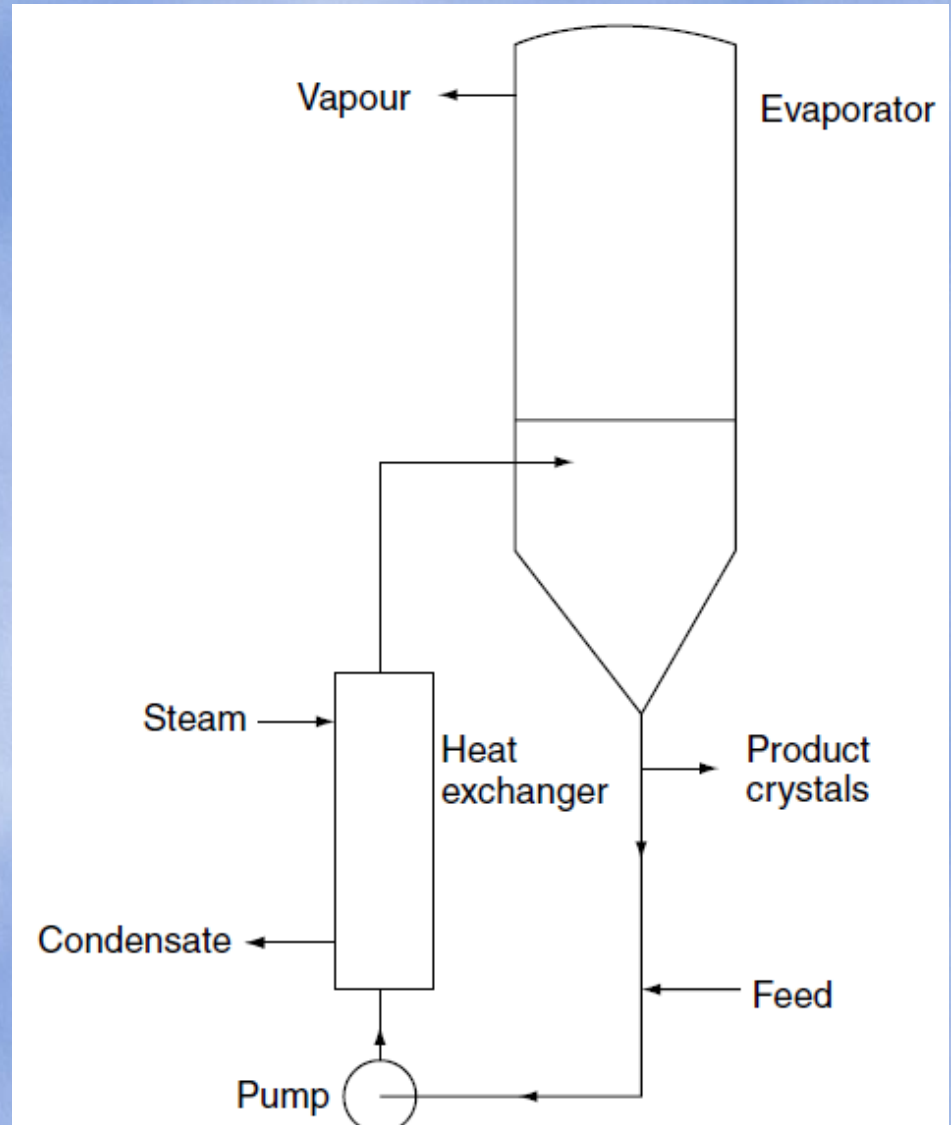 Vapour
Evaporator
Steam
Heat
exchanger
Product
crystals
Condensate
Feed
Pump